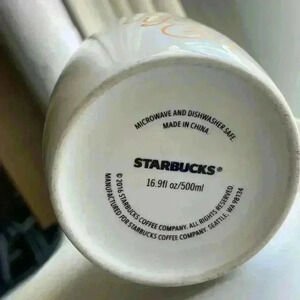 MICROWAVE AND DISHWASHER SAFE.
MADE IN CHINA
STARBUCKS®
16.9fl oz/500ml
© 2016 STARBUCKS COFFEE COMPANY. ALL RIGHTS RESERVED.
MANUFACTURED FOR STARBUCKS COFFEE COMPANY. SEATTLE, WA 98134